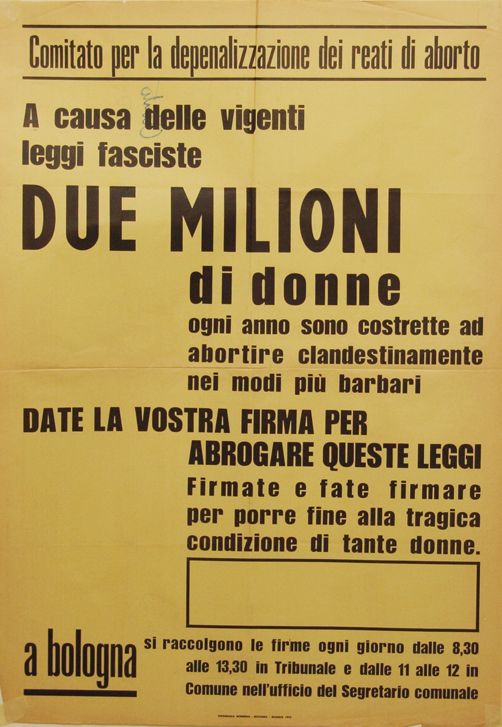 Comitato per la depenalizzazione dei reati di aborto
A causa delle vigenti
leggi fasciste
DUE MILIONI
di donne
ogni anno sono costrette ad
abortire clandestinamente
nei modi più barbari
DATE LA VOSTRA FIRMA PER
ABROGARE QUESTE LEGGI
Firmate e fate firmare
per porre fine alla tragica
condizione di tante donne.
a bologna
si raccolgono le firme ogni giorno dalle 8,30
alle 13,30 in Tribunale e dalle 11 alle 12 in
Comune nell'ufficio del Segretario comunale